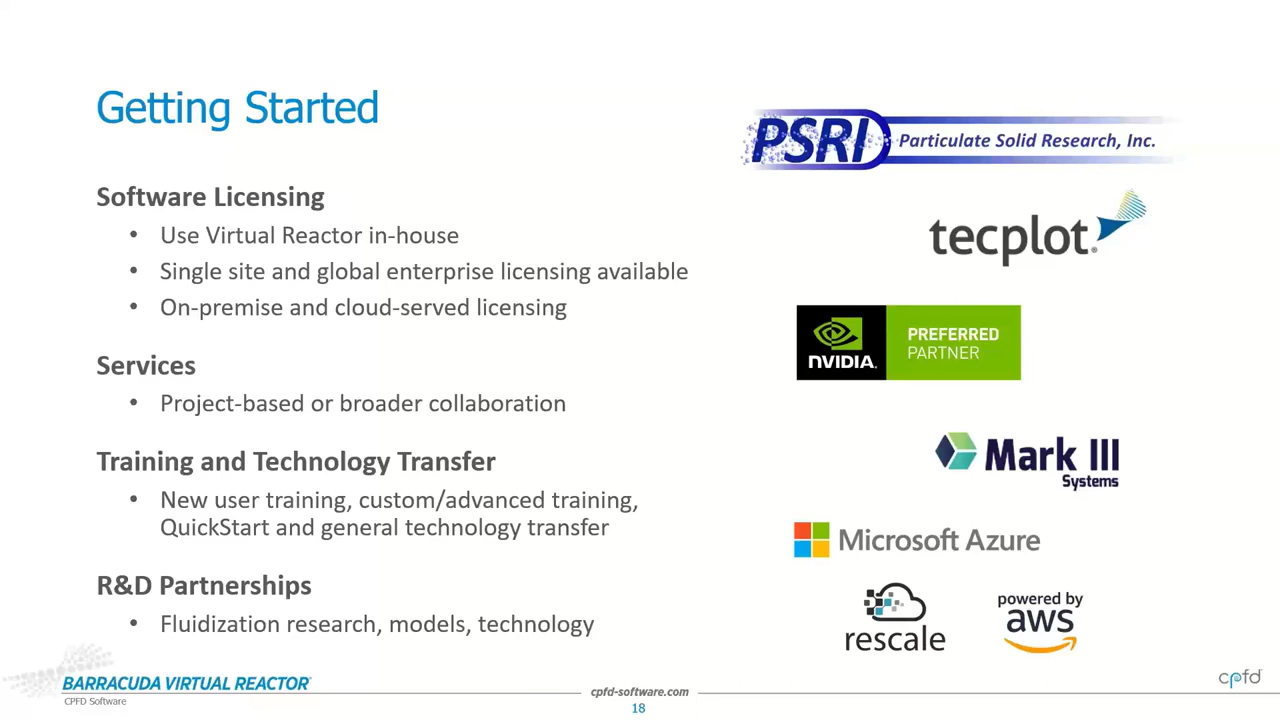 Getting Started
Software Licensing
• Use Virtual Reactor in-house
• Single site and global enterprise licensing available
• On-premise and cloud-served licensing
Services
• Project-based or broader collaboration
Training and Technology Transfer
• New user training, custom/advanced training,
QuickStart and general technology transfer
R&D Partnerships
• Fluidization research, models, technology
PSRI Particulate Solid Research, Inc.
tecplot.®
NVIDIA.
PREFERRED
PARTNER
Mark III
Systems
Microsoft Azure
rescale
powered by
aws
BARRACUDA VIRTUAL REACTOR
CPFD Software
cpfd-software.com
18
cpfd